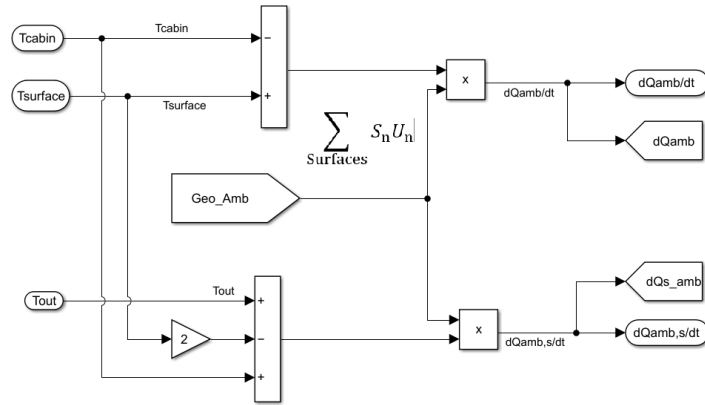 Tcabin
Tcabin
−
Tsurface
Tsurface
+
x
dQamb/dt
dQamb/dt
dQamb
∑ SₙUₙ
Surfaces
Geo_Amb
Tout
Tout
+
2
−
+
x
dQamb,s/dt
dQs_amb
dQamb,s/dt